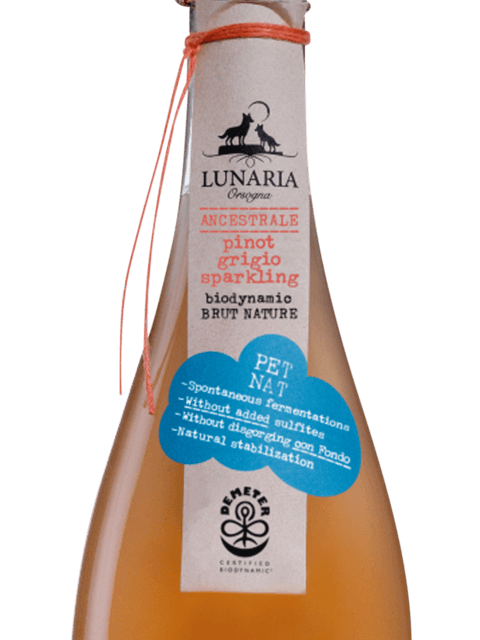 LUNARIA
Orsogna
ANCESTRALE
pinot
grigio
sparkling
biodynamic
BRUT NATURE
PET
NAT
-Spontaneous fermentations
-Without added sulfites
-Without disgorging con Fondo
-Natural stabilization
DEMETER
CERTIFIED
BIODYNAMIC®